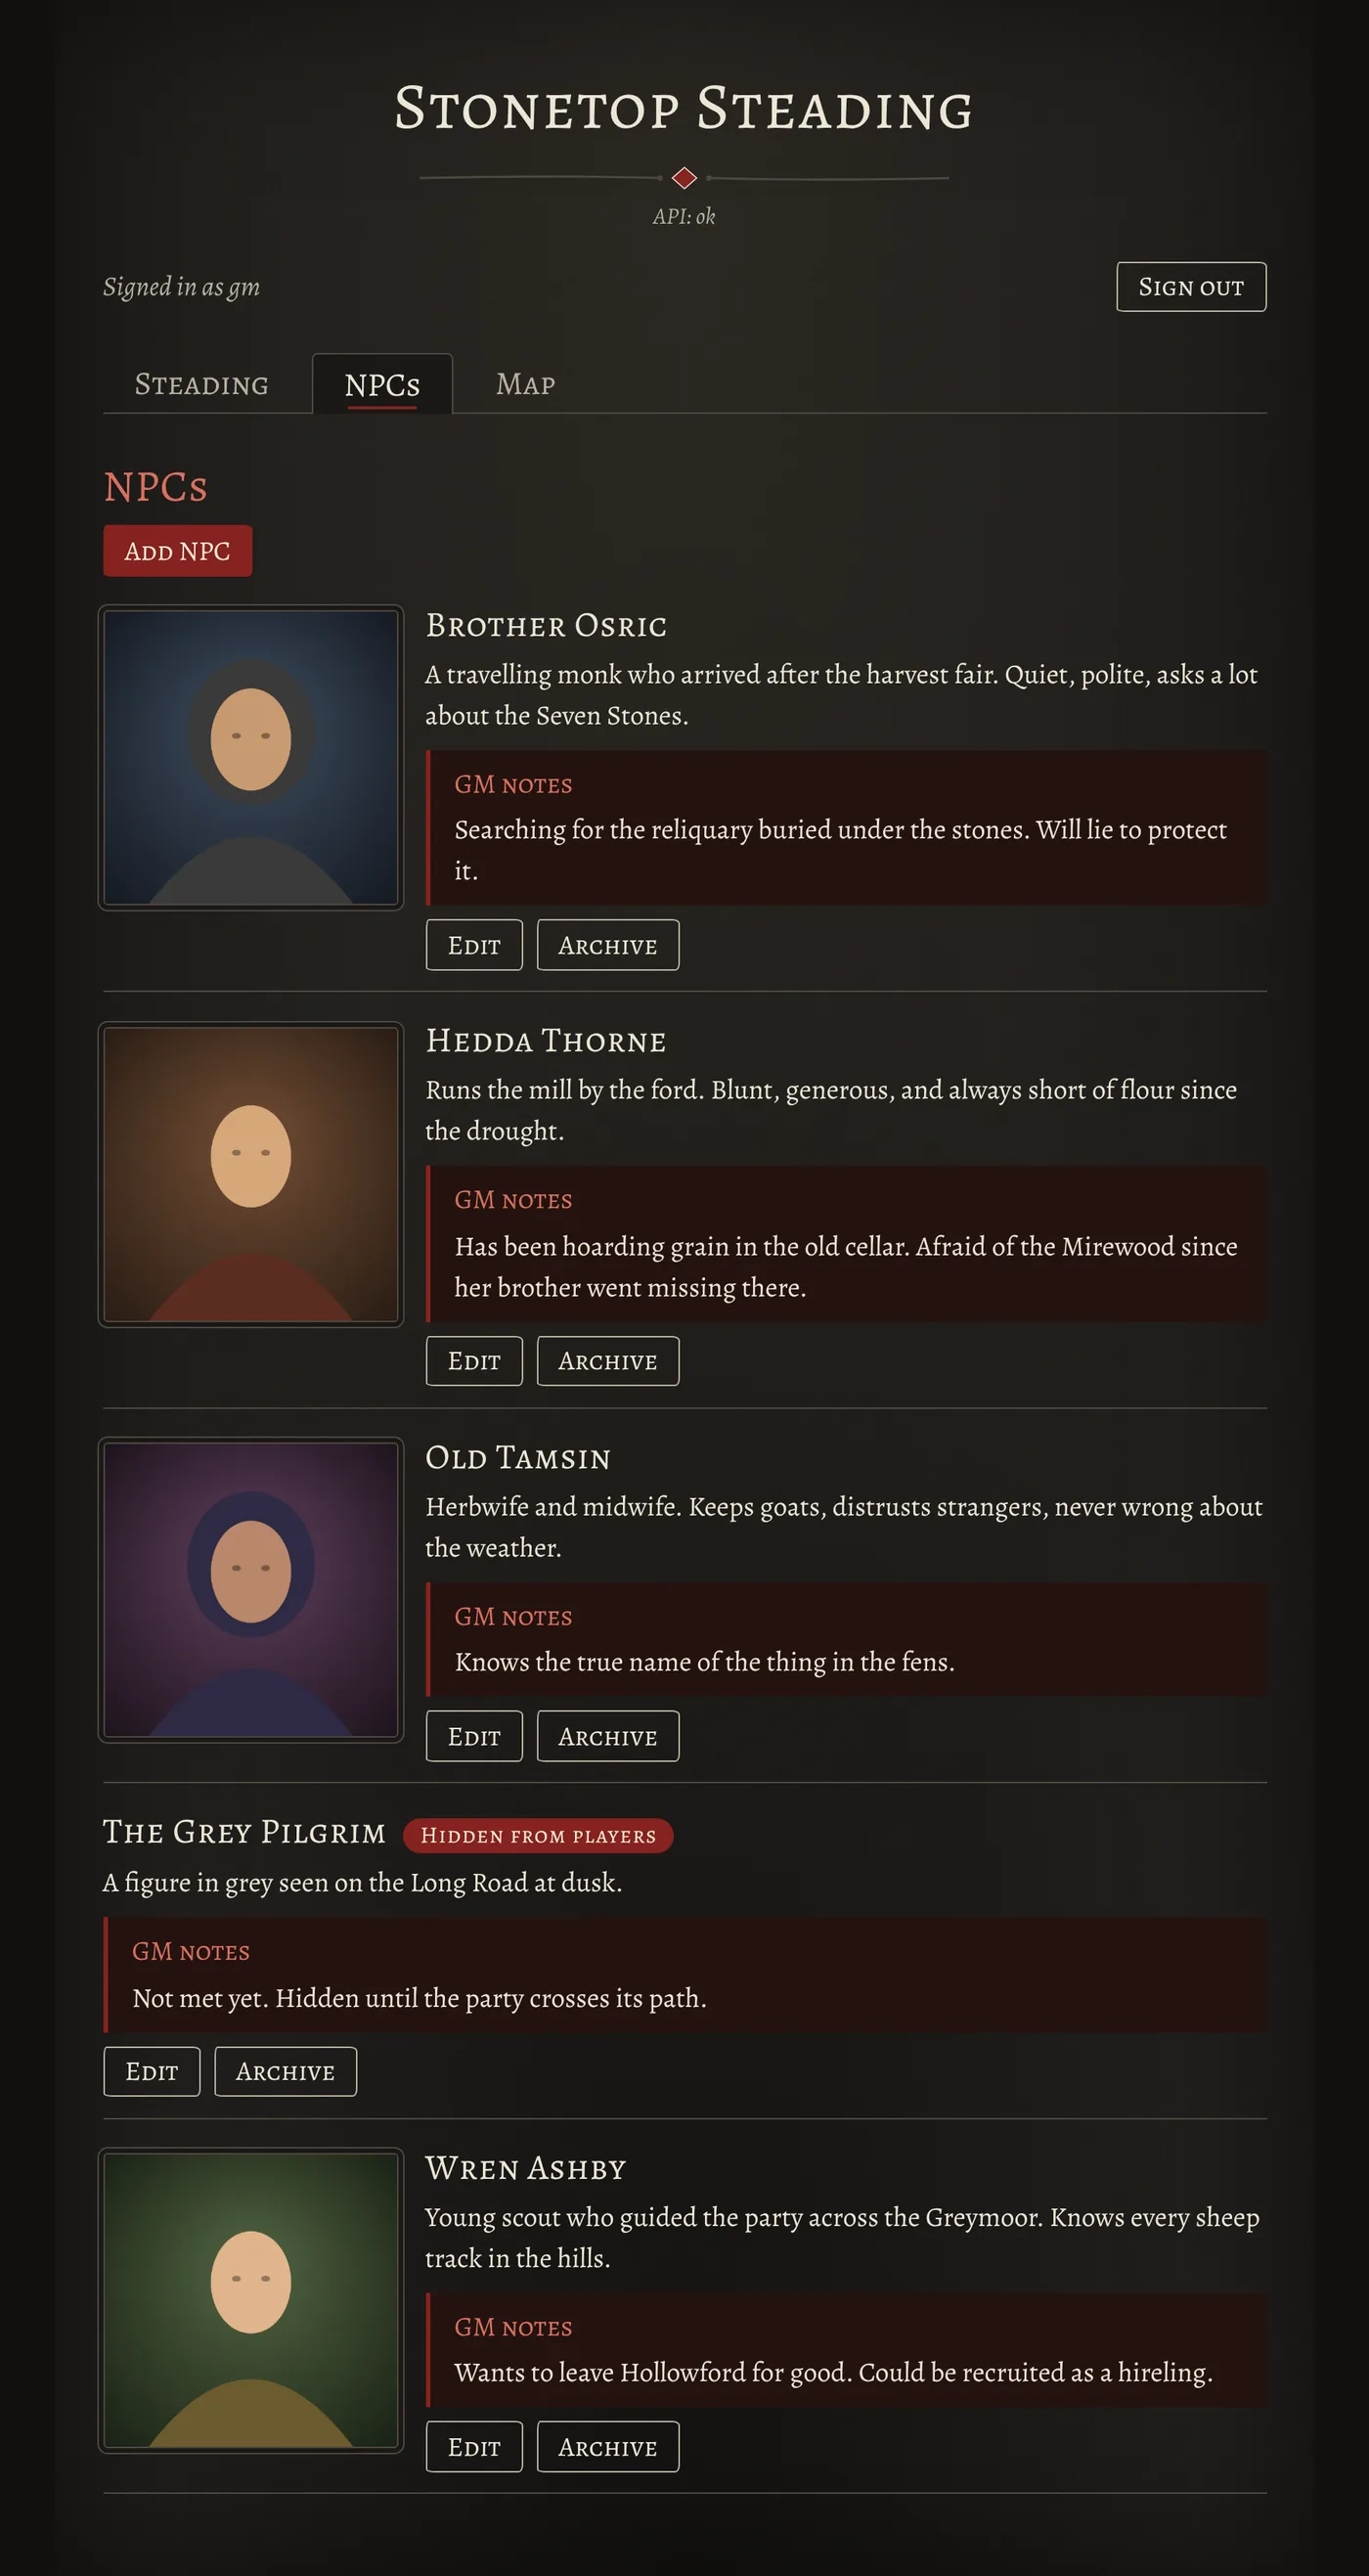 Stonetop Steading
API: ok
Signed in as gm
Sign out
Steading
NPCs
Map
NPCs
Add NPC
Brother Osric
A travelling monk who arrived after the harvest fair. Quiet, polite, asks a lot
about the Seven Stones.
GM notes
Searching for the reliquary buried under the stones. Will lie to protect
it.
Edit
Archive
Hedda Thorne
Runs the mill by the ford. Blunt, generous, and always short of flour since
the drought.
GM notes
Has been hoarding grain in the old cellar. Afraid of the Mirewood since
her brother went missing there.
Edit
Archive
Old Tamsin
Herbwife and midwife. Keeps goats, distrusts strangers, never wrong about
the weather.
GM notes
Knows the true name of the thing in the fens.
Edit
Archive
The Grey Pilgrim
Hidden from players
A figure in grey seen on the Long Road at dusk.
GM notes
Not met yet. Hidden until the party crosses its path.
Edit
Archive
Wren Ashby
Young scout who guided the party across the Greymoor. Knows every sheep
track in the hills.
GM notes
Wants to leave Hollowford for good. Could be recruited as a hireling.
Edit
Archive